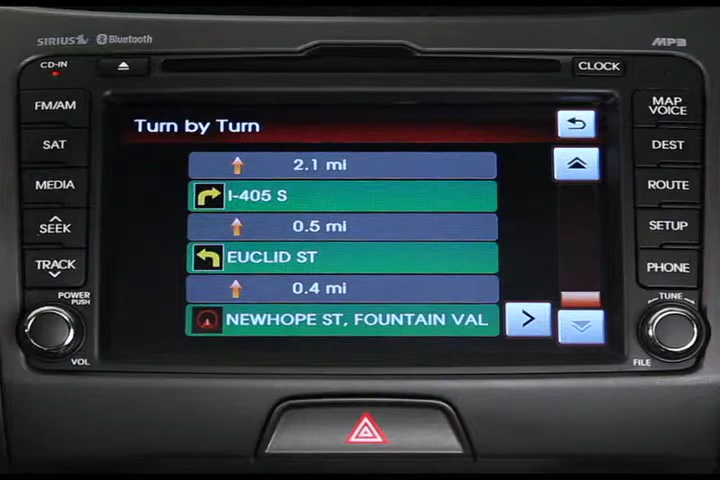 SIRIUS Bluetooth
MP3
CD-IN
CLOCK
FM/AM
SAT
MEDIA
SEEK
TRACK
POWER
PUSH
VOL
Turn by Turn
2.1 mi
I-405 S
0.5 mi
EUCLID ST
0.4 mi
NEWHOPE ST, FOUNTAIN VAL
>
MAP
VOICE
DEST
ROUTE
SETUP
PHONE
TUNE
FILE